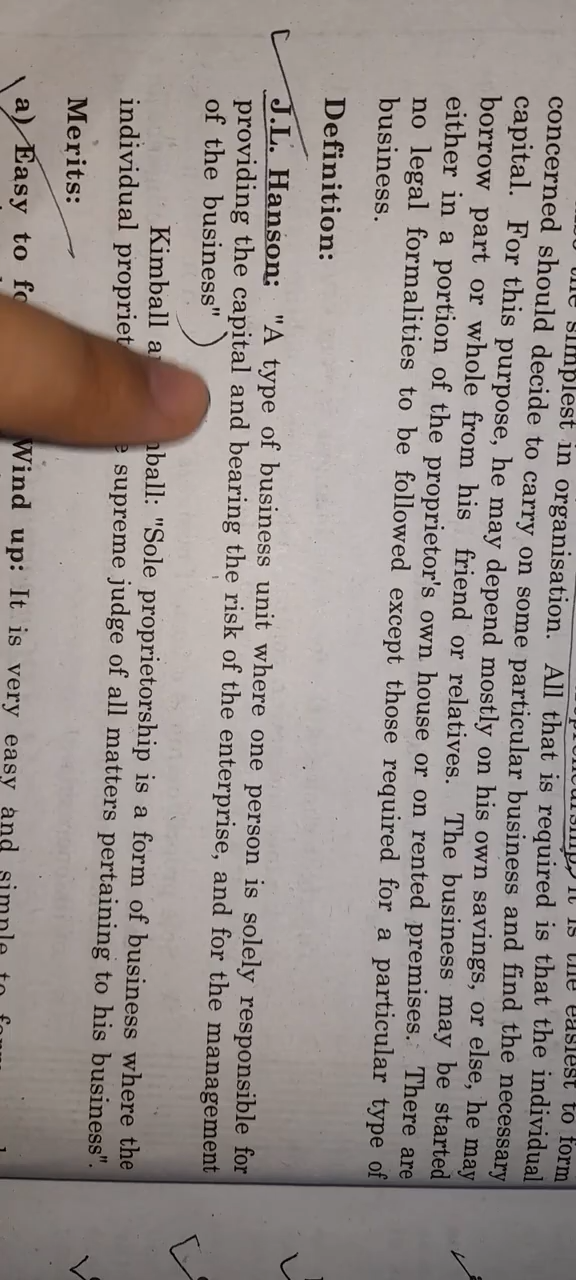 the simplest in organisation. All that is required is that the individual
concerned should decide to carry on some particular business and find the necessary
capital. For this purpose, he may depend mostly on his own savings, or else, he may
borrow part or whole from his friend or relatives. The business may be started
either in a portion of the proprietor's own house or on rented premises. There are
no legal formalities to be followed except those required for a particular type of
business.
Definition:
J.L. Hanson: "A type of business unit where one person is solely responsible for
providing the capital and bearing the risk of the enterprise, and for the management
of the business"
Kimball "Sole proprietorship is a form of business where the
individual supreme judge of all matters pertaining to his business".
Merits:
a) Easy to Wind up: It is very easy and simple to form